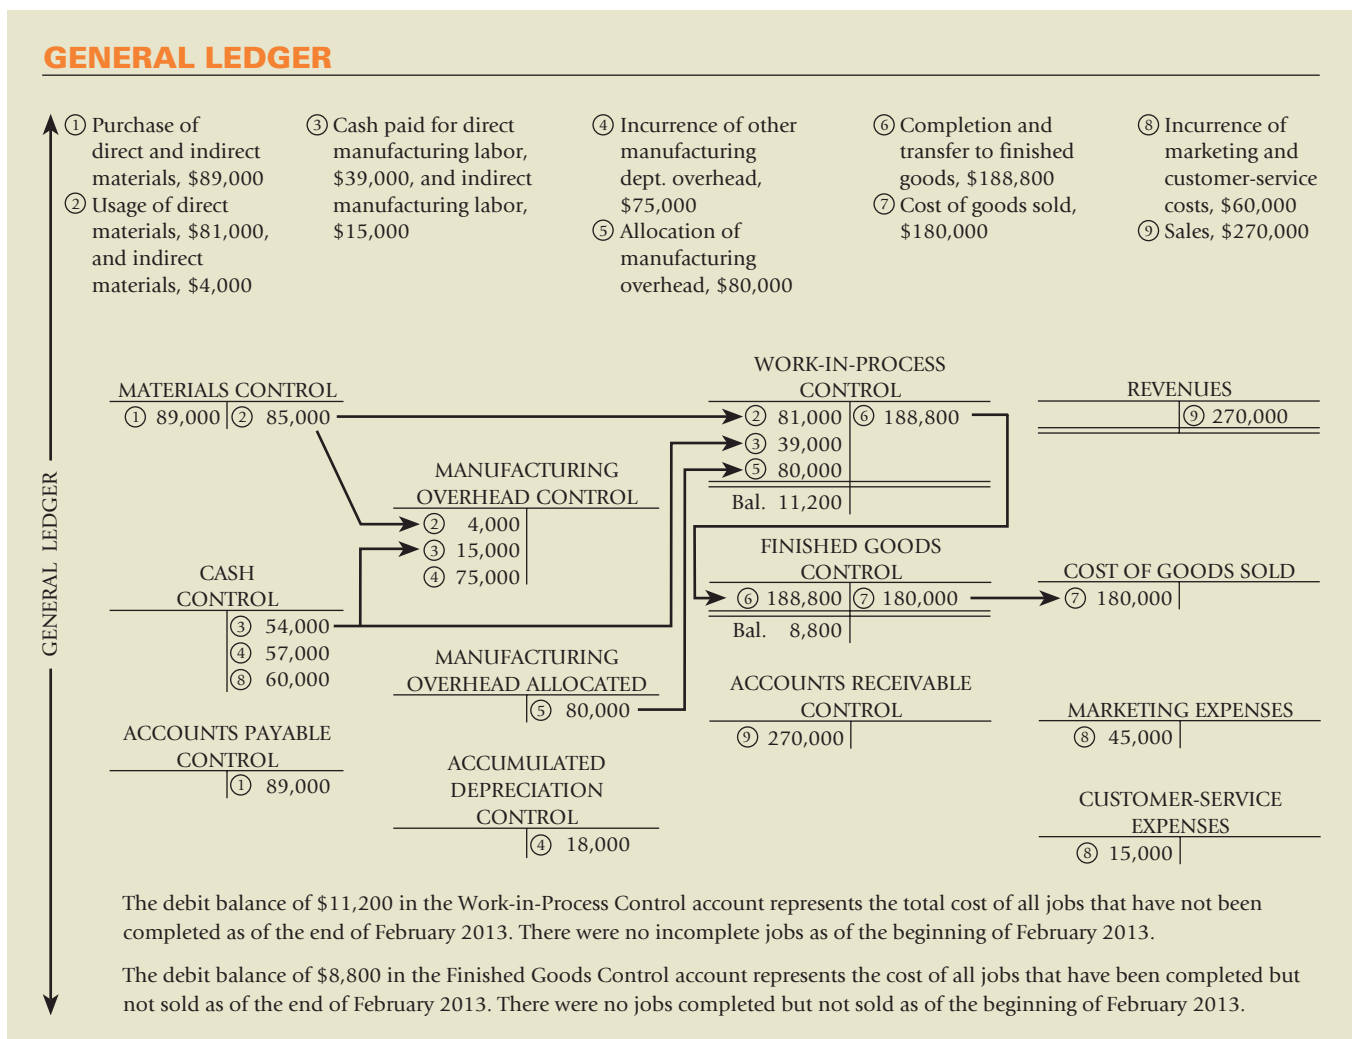 GENERAL LEDGER
① Purchase of
direct and indirect
materials, $89,000
② Usage of direct
materials, $81,000,
and indirect
materials, $4,000
③ Cash paid for direct
manufacturing labor,
$39,000, and indirect
manufacturing labor,
$15,000
④ Incurrence of other
manufacturing
dept. overhead,
$75,000
⑤ Allocation of
manufacturing
overhead, $80,000
⑥ Completion and
transfer to finished
goods, $188,800
⑦ Cost of goods sold,
$180,000
⑧ Incurrence of
marketing and
customer-service
costs, $60,000
⑨ Sales, $270,000
GENERAL LEDGER
MATERIALS CONTROL
① 89,000 ② 85,000
CASH
CONTROL
③ 54,000
④ 57,000
⑧ 60,000
ACCOUNTS PAYABLE
CONTROL
① 89,000
MANUFACTURING
OVERHEAD CONTROL
② 4,000
③ 15,000
④ 75,000
MANUFACTURING
OVERHEAD ALLOCATED
⑤ 80,000
ACCUMULATED
DEPRECIATION
CONTROL
④ 18,000
WORK-IN-PROCESS
CONTROL
② 81,000 ⑥ 188,800
③ 39,000
⑤ 80,000
Bal. 11,200
FINISHED GOODS
CONTROL
⑥ 188,800 ⑦ 180,000
Bal. 8,800
ACCOUNTS RECEIVABLE
CONTROL
⑨ 270,000
REVENUES
⑨ 270,000
COST OF GOODS SOLD
⑦ 180,000
MARKETING EXPENSES
⑧ 45,000
CUSTOMER-SERVICE
EXPENSES
⑧ 15,000
The debit balance of $11,200 in the Work-in-Process Control account represents the total cost of all jobs that have not been
completed as of the end of February 2013. There were no incomplete jobs as of the beginning of February 2013.
The debit balance of $8,800 in the Finished Goods Control account represents the cost of all jobs that have been completed but
not sold as of the end of February 2013. There were no jobs completed but not sold as of the beginning of February 2013.